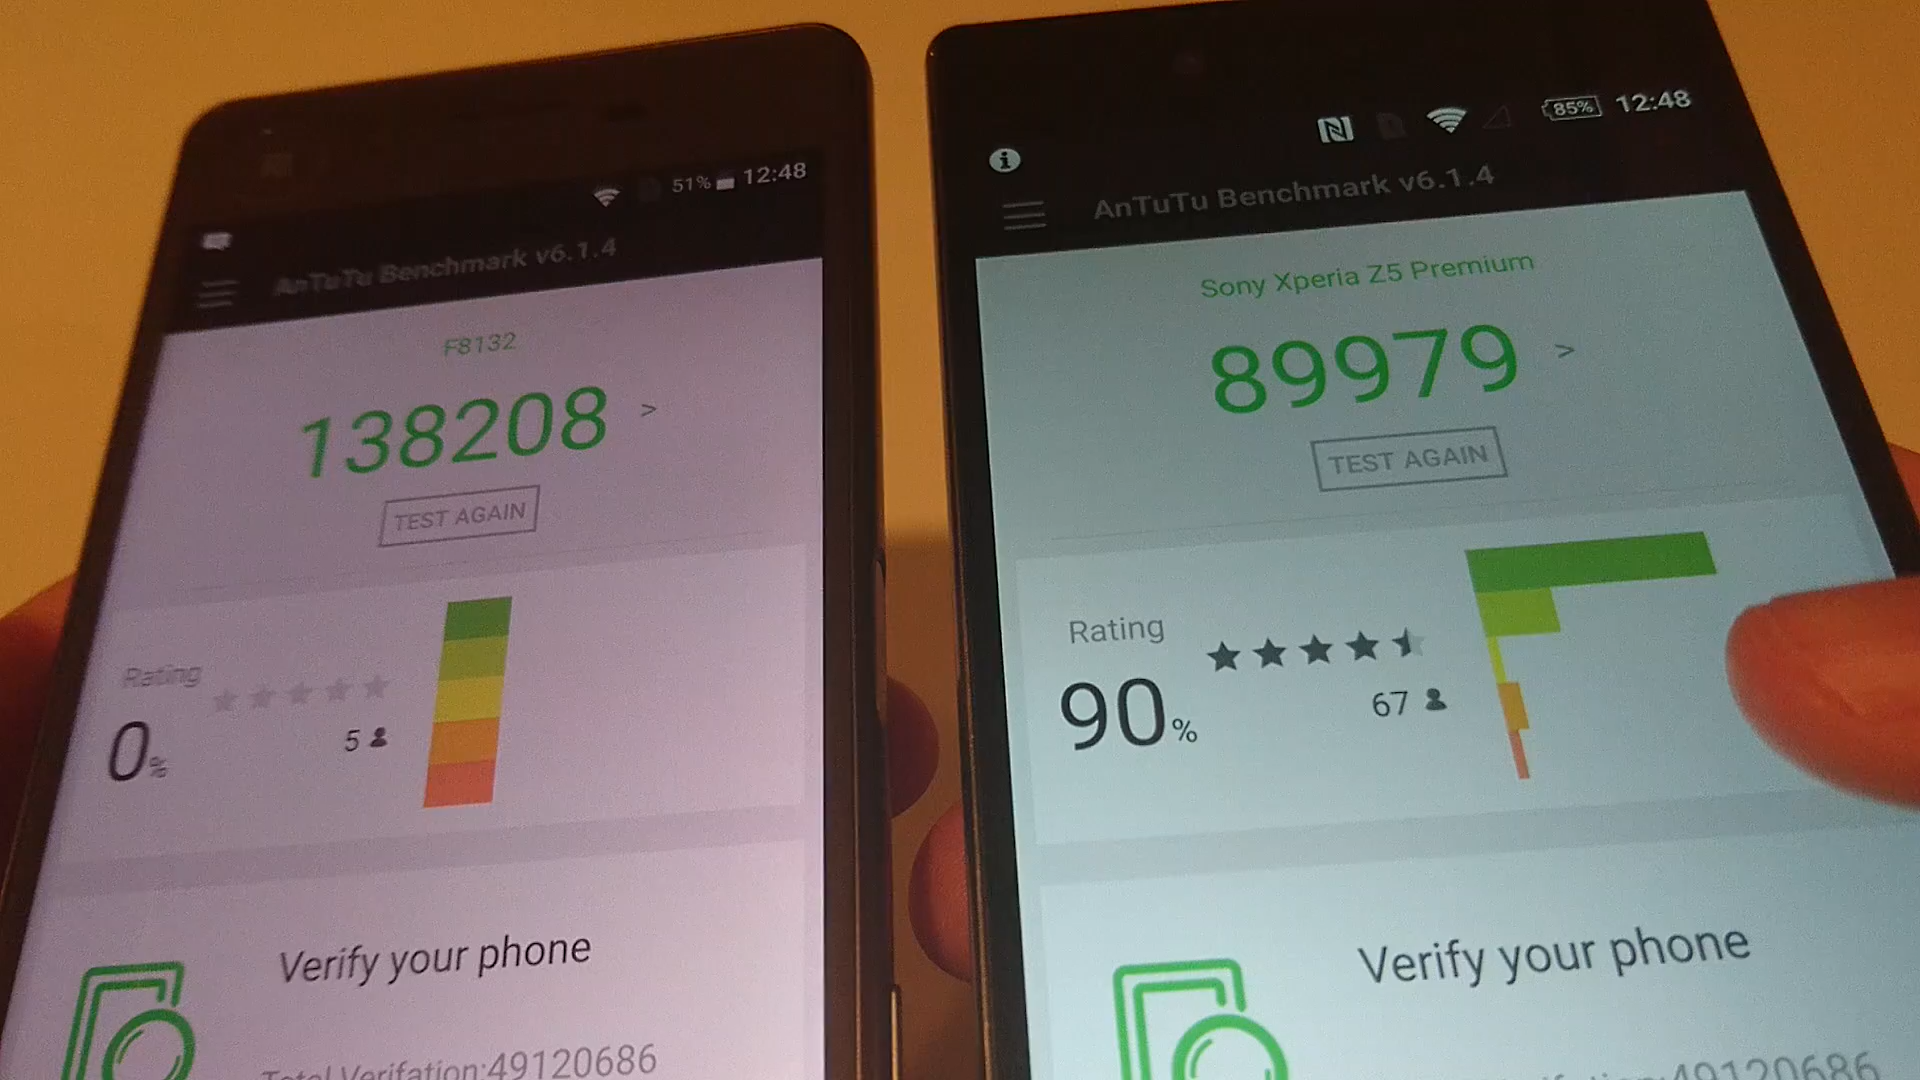 51% 12:48
AnTuTu Benchmark v6.1.4
F8132
138208 >
TEST AGAIN
Rating
0%
5
Verify your phone
Total Verifation:49120686
85% 12:48
AnTuTu Benchmark v6.1.4
Sony Xperia Z5 Premium
89979 >
TEST AGAIN
Rating
90%
67
Verify your phone
:49120686